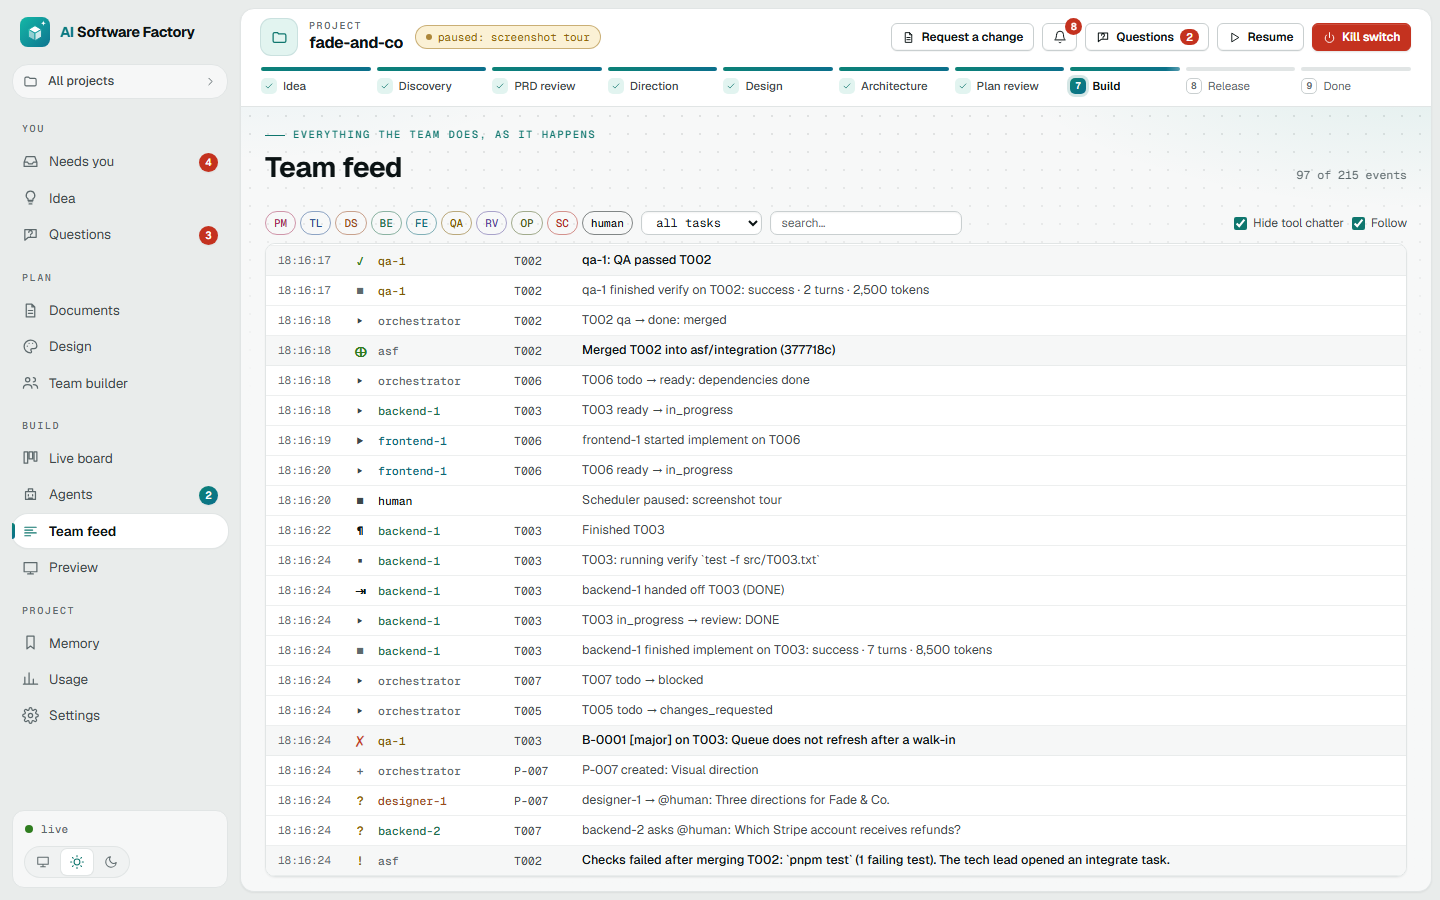 AI Software Factory
All projects
YOU
Needs you 4
Idea
Questions 3
PLAN
Documents
Design
Team builder
BUILD
Live board
Agents 2
Team feed
Preview
PROJECT
Memory
Usage
Settings
live
PROJECT
fade-and-co
paused: screenshot tour
Request a change
8
Questions 2
Resume
Kill switch
Idea
Discovery
PRD review
Direction
Design
Architecture
Plan review
7 Build
8 Release
9 Done
EVERYTHING THE TEAM DOES, AS IT HAPPENS
Team feed
97 of 215 events
PM TL DS BE FE QA RV OP SC human all tasks search... Hide tool chatter Follow
18:16:17 ✓ qa-1 T002 qa-1: QA passed T002
18:16:17 ■ qa-1 T002 qa-1 finished verify on T002: success · 2 turns · 2,500 tokens
18:16:18 ▸ orchestrator T002 T002 qa → done: merged
18:16:18 ⊕ asf T002 Merged T002 into asf/integration (377718c)
18:16:18 ▸ orchestrator T006 T006 todo → ready: dependencies done
18:16:18 ▸ backend-1 T003 T003 ready → in_progress
18:16:19 ▶ frontend-1 T006 frontend-1 started implement on T006
18:16:20 ▸ frontend-1 T006 T006 ready → in_progress
18:16:20 ■ human Scheduler paused: screenshot tour
18:16:22 ¶ backend-1 T003 Finished T003
18:16:24 ▪ backend-1 T003 T003: running verify `test -f src/T003.txt`
18:16:24 ⇥ backend-1 T003 backend-1 handed off T003 (DONE)
18:16:24 ▸ backend-1 T003 T003 in_progress → review: DONE
18:16:24 ■ backend-1 T003 backend-1 finished implement on T003: success · 7 turns · 8,500 tokens
18:16:24 ▸ orchestrator T007 T007 todo → blocked
18:16:24 ▸ orchestrator T005 T005 todo → changes_requested
18:16:24 ✗ qa-1 T003 B-0001 [major] on T003: Queue does not refresh after a walk-in
18:16:24 + orchestrator P-007 P-007 created: Visual direction
18:16:24 ? designer-1 P-007 designer-1 → @human: Three directions for Fade & Co.
18:16:24 ? backend-2 T007 backend-2 asks @human: Which Stripe account receives refunds?
18:16:24 ! asf T002 Checks failed after merging T002: `pnpm test` (1 failing test). The tech lead opened an integrate task.